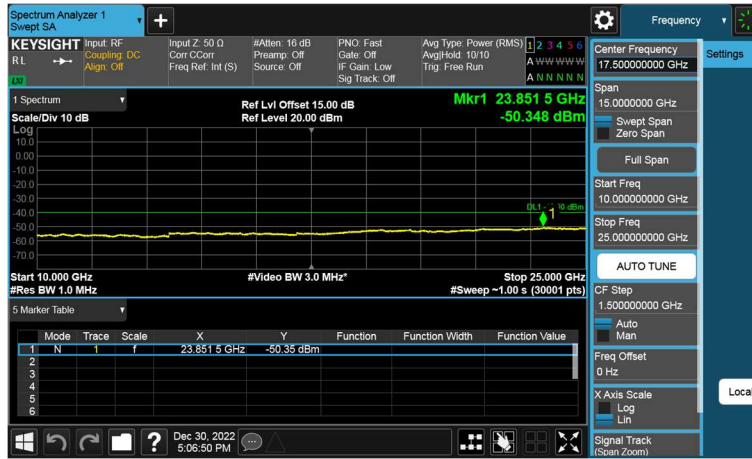 Spectrum Analyzer 1
Swept SA
Frequency
KEYSIGHT
RL
LXI
Input: RF
Coupling: DC
Align: Off
Input Z: 50 Ω
Corr CCorr
Freq Ref: Int (S)
#Atten: 16 dB
Preamp: Off
Source: Off
PNO: Fast
Gate: Off
IF Gain: Low
Sig Track: Off
Avg Type: Power (RMS)
Avg|Hold: 10/10
Trig: Free Run
1 2 3 4 5 6
A W W W W W
A N N N N N
1 Spectrum
Scale/Div 10 dB
Ref Lvl Offset 15.00 dB
Ref Level 20.00 dBm
Mkr1 23.851 5 GHz
-50.348 dBm
Log
10.0
0.00
-10.0
-20.0
-30.0
-40.0
-50.0
-60.0
-70.0
1
Start 10.000 GHz
#Res BW 1.0 MHz
#Video BW 3.0 MHz*
Stop 25.000 GHz
#Sweep ~1.00 s (30001 pts)
5 Marker Table
Mode Trace Scale X Y Function Function Width Function Value
1 N 1 f 23.851 5 GHz -50.35 dBm
2
3
4
5
6
Dec 30, 2022
5:06:50 PM
Center Frequency
17.500000000 GHz
Settings
Span
15.0000000 GHz
Swept Span
Zero Span
Full Span
Start Freq
10.000000000 GHz
Stop Freq
25.000000000 GHz
AUTO TUNE
CF Step
1.500000000 GHz
Auto
Man
Freq Offset
0 Hz
X Axis Scale
Log
Lin
Local
Signal Track
(Span Zoom)